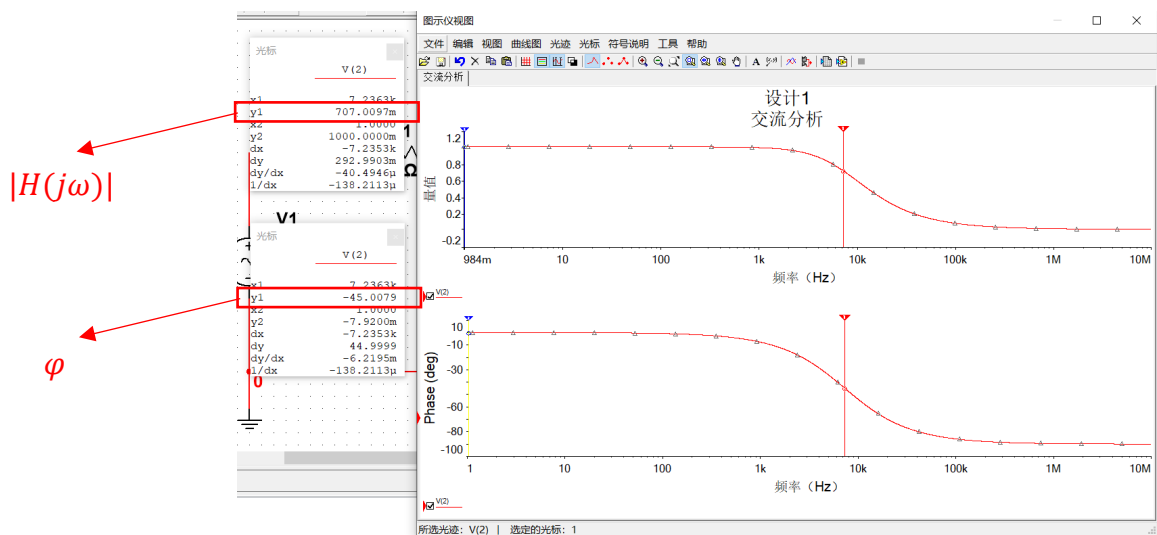 图示仪视图
文件 编辑 视图 曲线图 光迹 光标 符号说明 工具 帮助
交流分析
光标
V(2)
x1 7.2363k
y1 707.0097m
x2 1.0000
y2 1000.0000m
dx -7.2353k
dy 292.9903m
dy/dx -40.4946µ
1/dx -138.2113µ
|H(jω)|
1
Ω
V1
光标
V(2)
x1 7.2363k
y1 -45.0079
x2 1.0000
y2 -7.9200m
dx -7.2353k
dy 44.9999
dy/dx -6.2195m
1/dx -138.2113µ
φ
0
设计1
交流分析
量值
1.2
0.8
0.6
0.4
0.2
-0.2
984m 10 100 1k 10k 100k 1M 10M
频率（Hz）
V(2)
Phase (deg)
10
-10
-30
-60
-80
-100
1 10 100 1k 10k 100k 1M 10M
频率（Hz）
V(2)
所选光迹：V(2) | 选定的光标：1